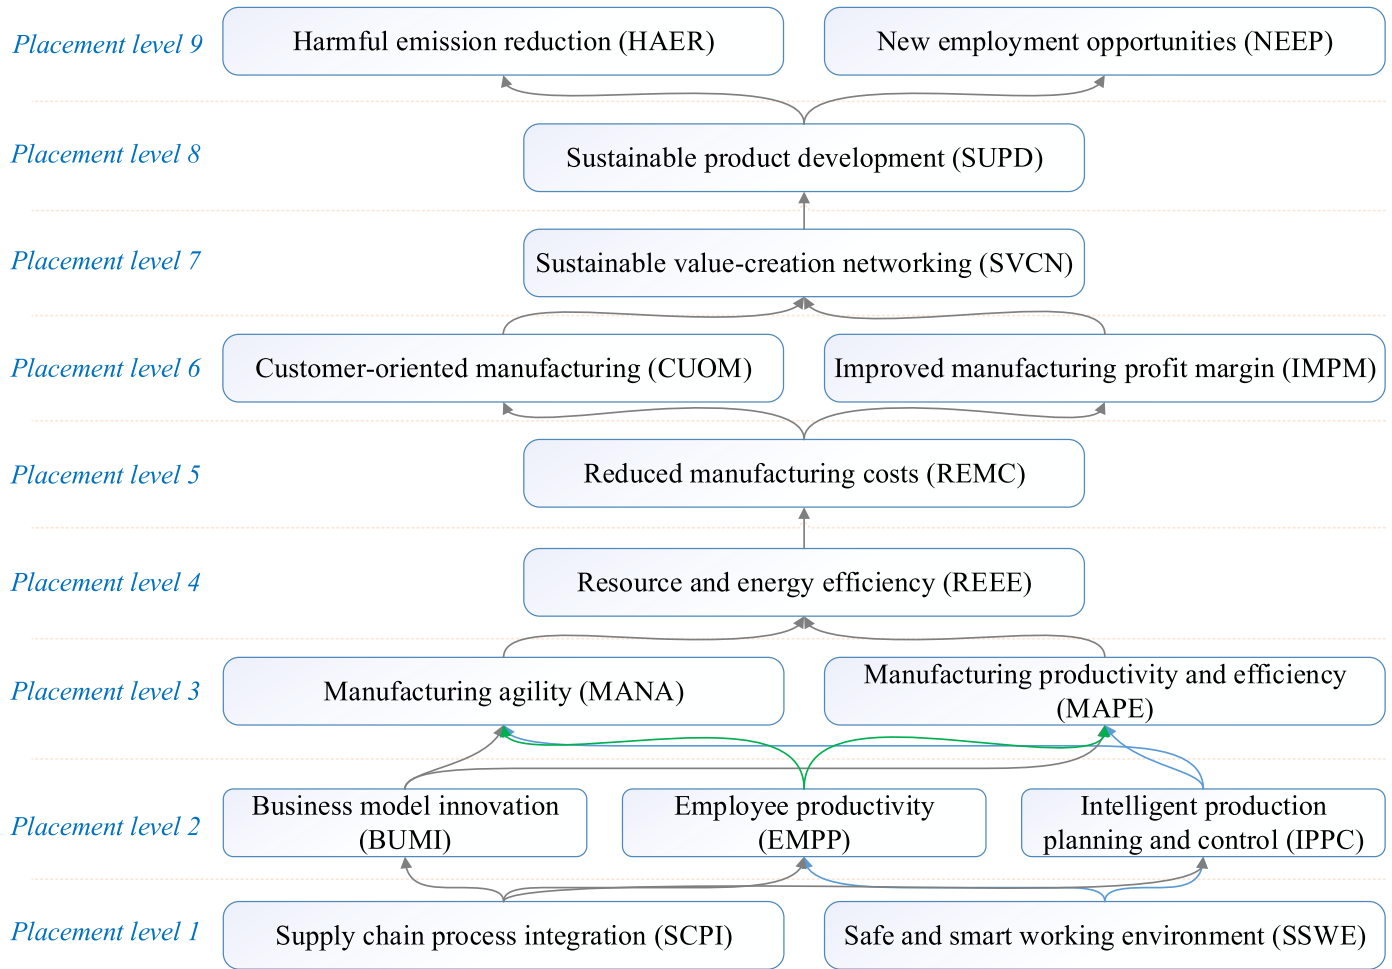 Placement level 9
Harmful emission reduction (HAER)
New employment opportunities (NEEP)
Placement level 8
Sustainable product development (SUPD)
Placement level 7
Sustainable value-creation networking (SVCN)
Placement level 6
Customer-oriented manufacturing (CUOM)
Improved manufacturing profit margin (IMPM)
Placement level 5
Reduced manufacturing costs (REMC)
Placement level 4
Resource and energy efficiency (REEE)
Placement level 3
Manufacturing agility (MANA)
Manufacturing productivity and efficiency
(MAPE)
Placement level 2
Business model innovation
(BUMI)
Employee productivity
(EMPP)
Intelligent production
planning and control (IPPC)
Placement level 1
Supply chain process integration (SCPI)
Safe and smart working environment (SSWE)